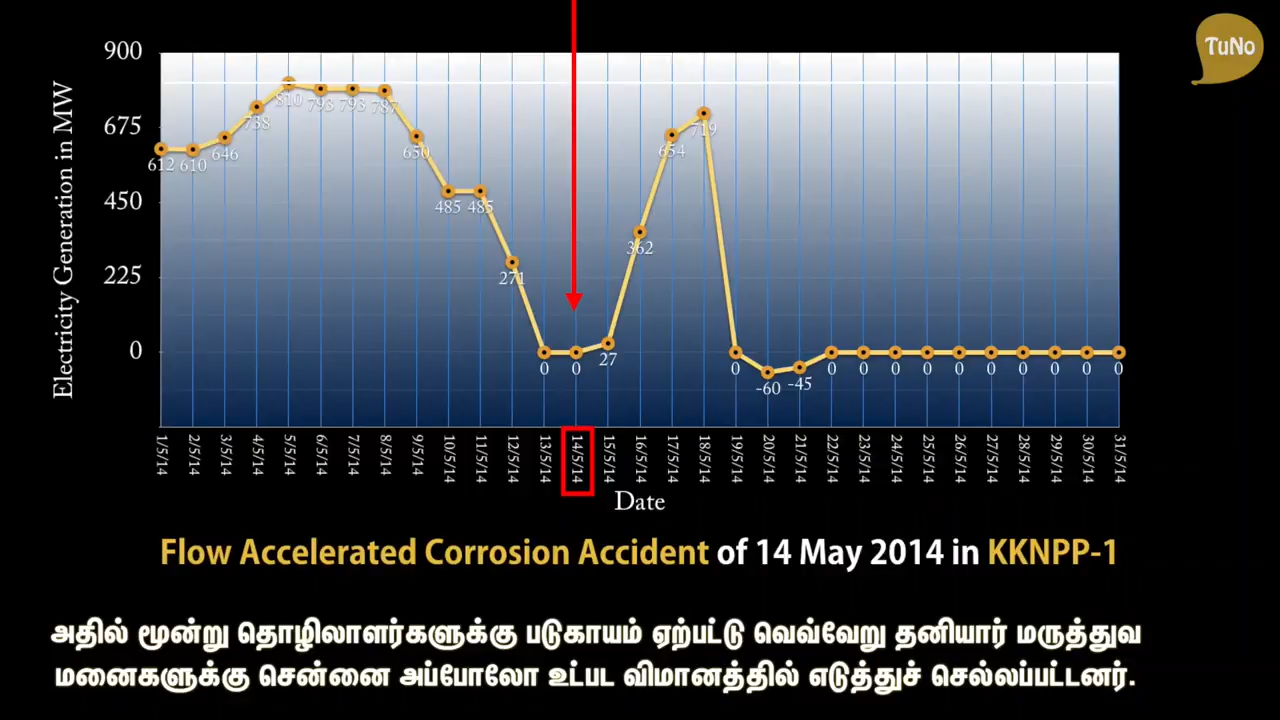 TuNo
900
675
450
225
0
Electricity Generation in MW
612 610 646 738 810 793 793 787 650 485 485 271 0 0 27 362 654 719 0 -60 -45 0 0 0 0 0 0 0 0 0 0
1/5/14 2/5/14 3/5/14 4/5/14 5/5/14 6/5/14 7/5/14 8/5/14 9/5/14 10/5/14 11/5/14 12/5/14 13/5/14 14/5/14 15/5/14 16/5/14 17/5/14 18/5/14 19/5/14 20/5/14 21/5/14 22/5/14 23/5/14 24/5/14 25/5/14 26/5/14 27/5/14 28/5/14 29/5/14 30/5/14 31/5/14
Date
Flow Accelerated Corrosion Accident of 14 May 2014 in KKNPP-1
அதில் மூன்று தொழிலாளர்களுக்கு படுகாயம் ஏற்பட்டு வெவ்வேறு தனியார் மருத்துவ
மனைகளுக்கு சென்னை அப்போலோ உட்பட விமானத்தில் எடுத்துச் செல்லப்பட்டனர்.